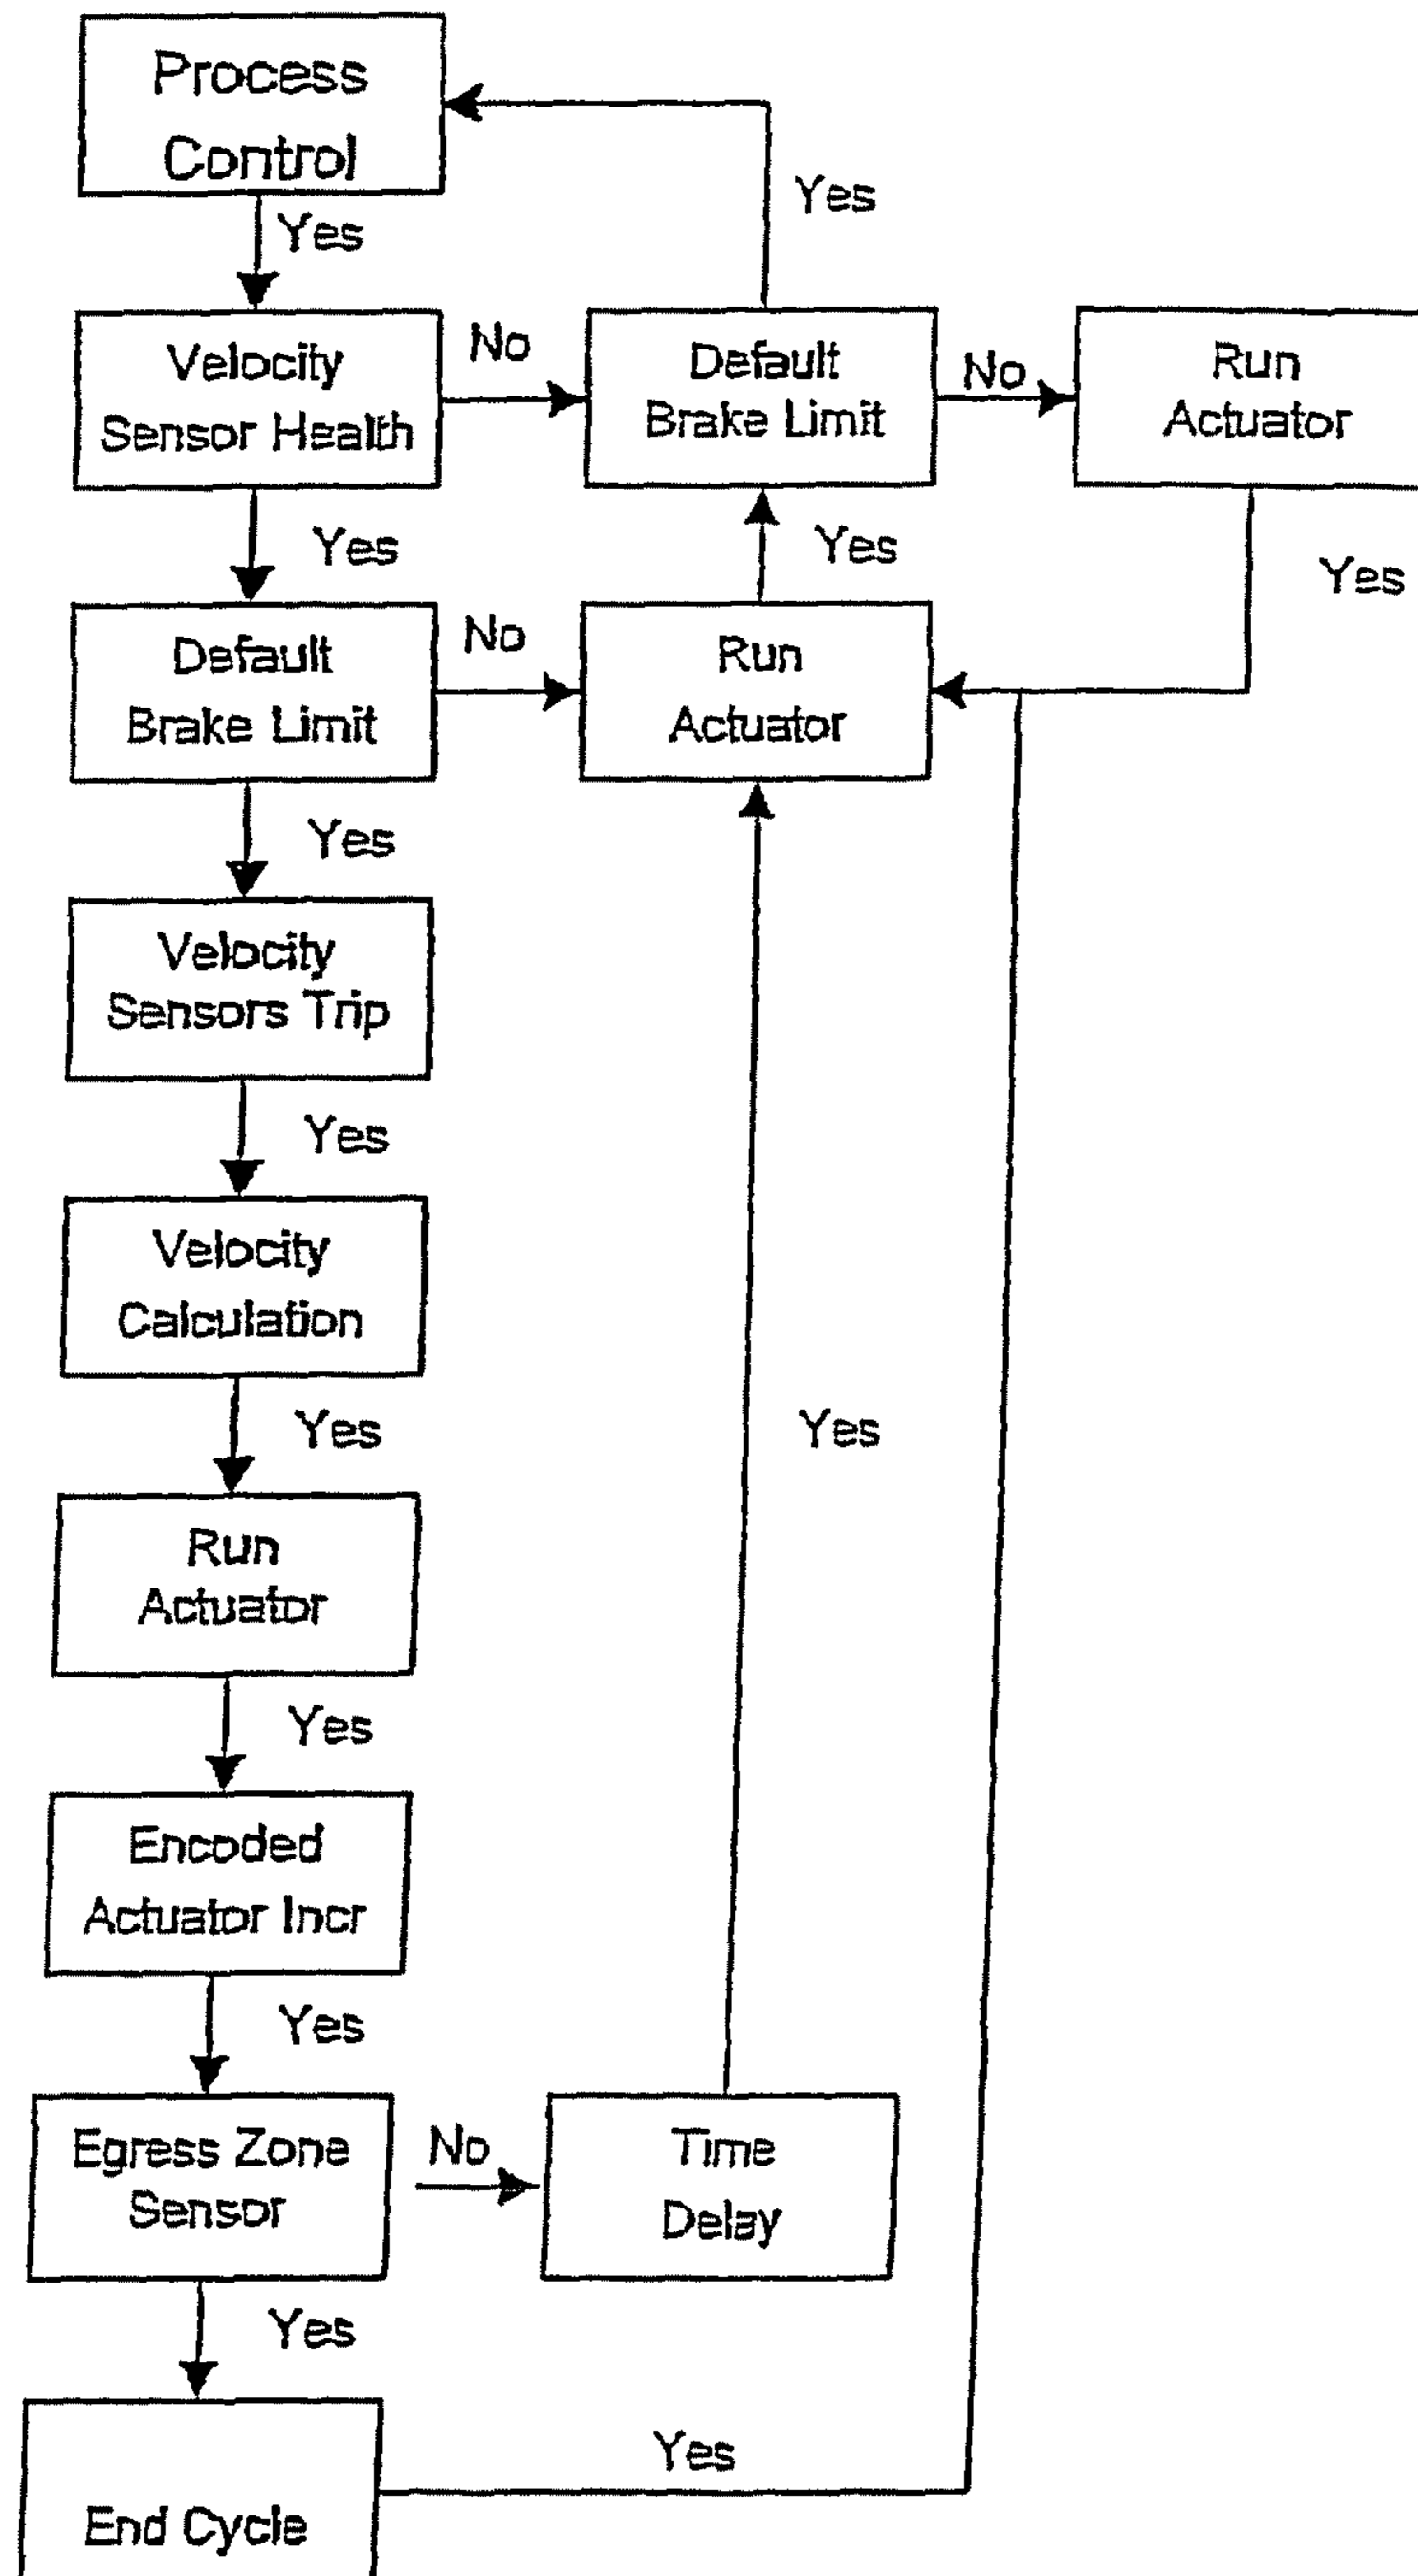 Process
Control
Yes
Yes
Velocity
Sensor Health
No
Default
Brake Limit
No
Run
Actuator
Yes
Yes
Yes
Default
Brake Limit
No
Run
Actuator
Yes
Velocity
Sensors Trip
Yes
Velocity
Calculation
Yes
Yes
Run
Actuator
Yes
Encoded
Actuator Incr
Yes
Egress Zone
Sensor
No
Time
Delay
Yes
Yes
End Cycle